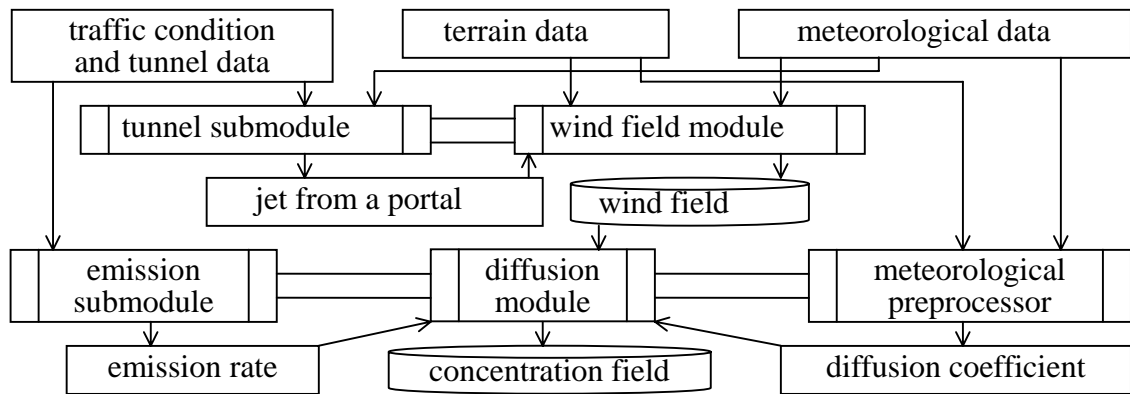 traffic condition
and tunnel data
terrain data
meteorological data
tunnel submodule
wind field module
jet from a portal
wind field
emission
submodule
diffusion
module
meteorological
preprocessor
emission rate
concentration field
diffusion coefficient